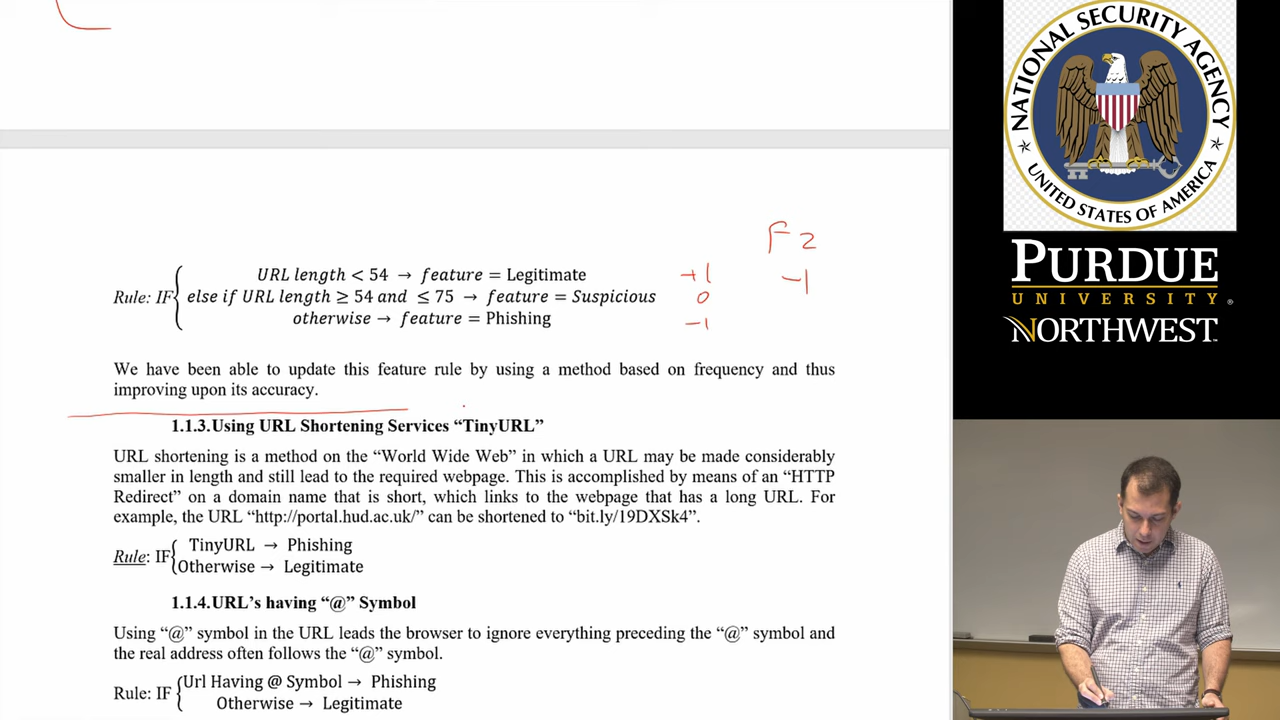 F2
URL length < 54 → feature = Legitimate +1 -1
Rule: IF{ else if URL length ≥ 54 and ≤ 75 → feature = Suspicious 0
otherwise → feature = Phishing -1
We have been able to update this feature rule by using a method based on frequency and thus
improving upon its accuracy.
1.1.3.Using URL Shortening Services “TinyURL”
URL shortening is a method on the “World Wide Web” in which a URL may be made considerably
smaller in length and still lead to the required webpage. This is accomplished by means of an “HTTP
Redirect” on a domain name that is short, which links to the webpage that has a long URL. For
example, the URL “http://portal.hud.ac.uk/” can be shortened to “bit.ly/19DXSk4”.
Rule: IF{ TinyURL → Phishing
Otherwise → Legitimate
1.1.4.URL’s having “@” Symbol
Using “@” symbol in the URL leads the browser to ignore everything preceding the “@” symbol and
the real address often follows the “@” symbol.
Rule: IF { Url Having @ Symbol → Phishing
Otherwise → Legitimate
NATIONAL SECURITY AGENCY
UNITED STATES OF AMERICA
PURDUE
UNIVERSITY
NORTHWEST